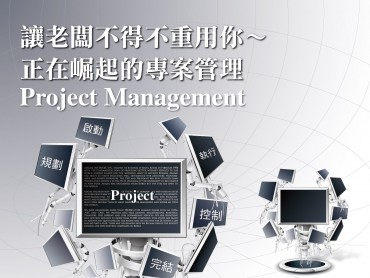 讓老闆不得不重用你～
正在崛起的專案管理
Project Management
啟動
規劃
執行
Project
控制
完結